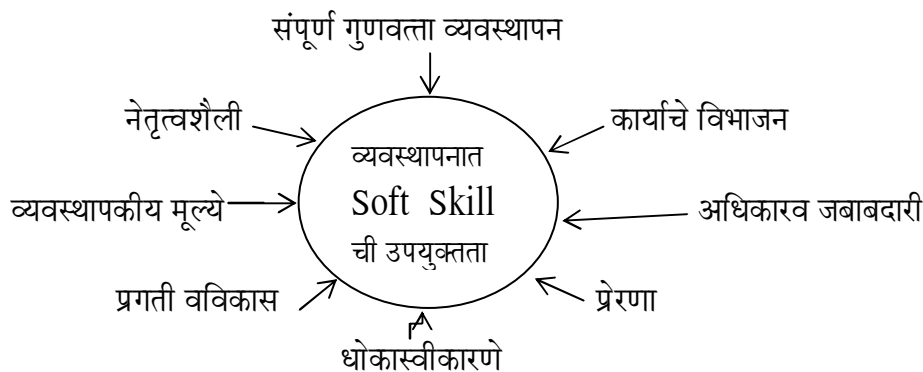 संपूर्ण गुणवत्ता व्यवस्थापन
नेतृत्वशैली
कार्याचे विभाजन
व्यवस्थापनात
Soft Skill
ची उपयुक्तता
व्यवस्थापकीय मूल्ये
अधिकारव जबाबदारी
प्रगती वविकास
प्रेरणा
धोकास्वीकारणे